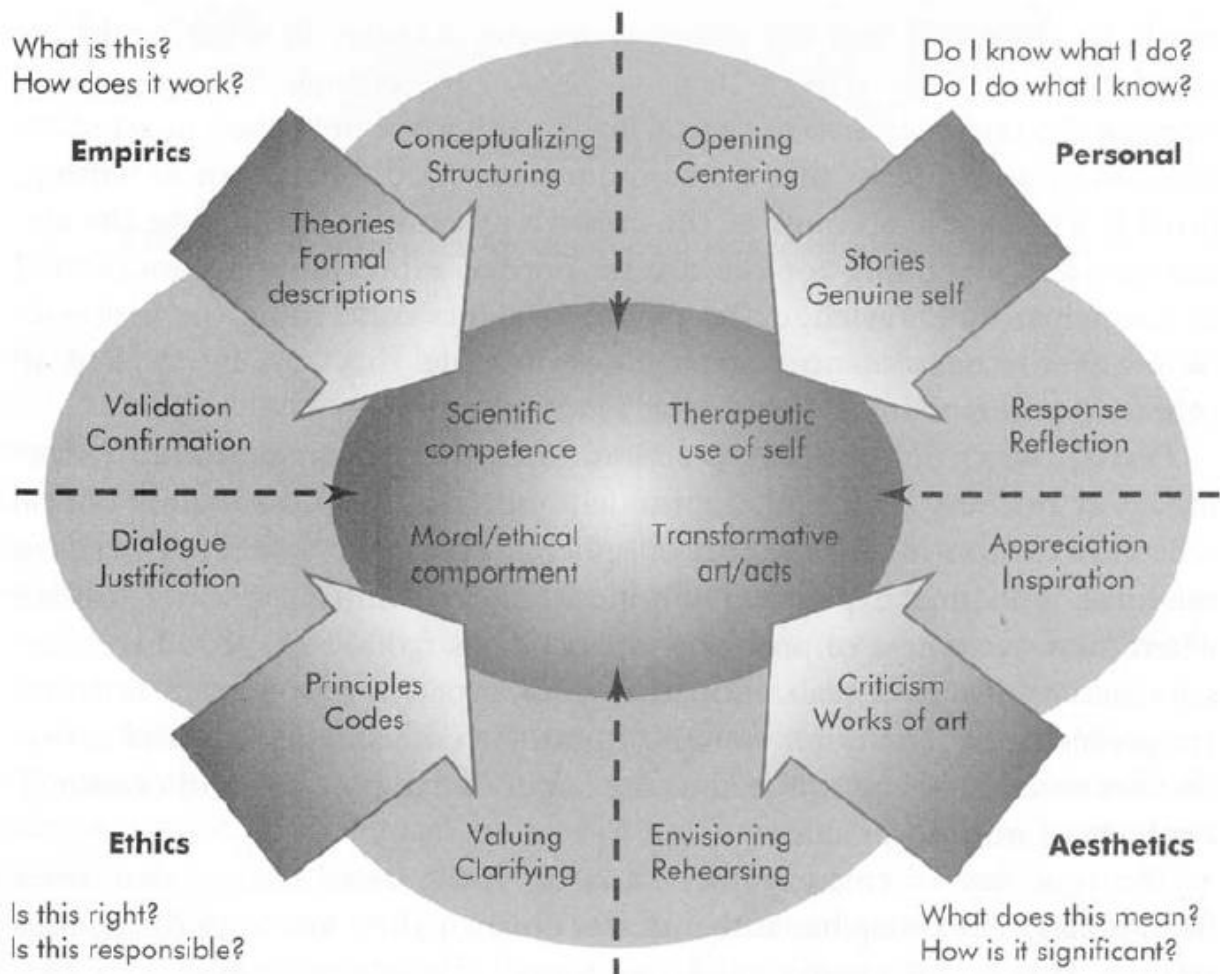 What is this?
How does it work?
Do I know what I do?
Do I do what I know?
Empirics
Personal
Conceptualizing
Structuring
Opening
Centering
Theories
Formal
descriptions
Stories
Genuine self
Validation
Confirmation
Scientific
competence
Therapeutic
use of self
Response
Reflection
Dialogue
Justification
Moral/ethical
comportment
Transformative
art/acts
Appreciation
Inspiration
Principles
Codes
Criticism
Works of art
Ethics
Valuing
Clarifying
Envisioning
Rehearsing
Aesthetics
Is this right?
Is this responsible?
What does this mean?
How is it significant?